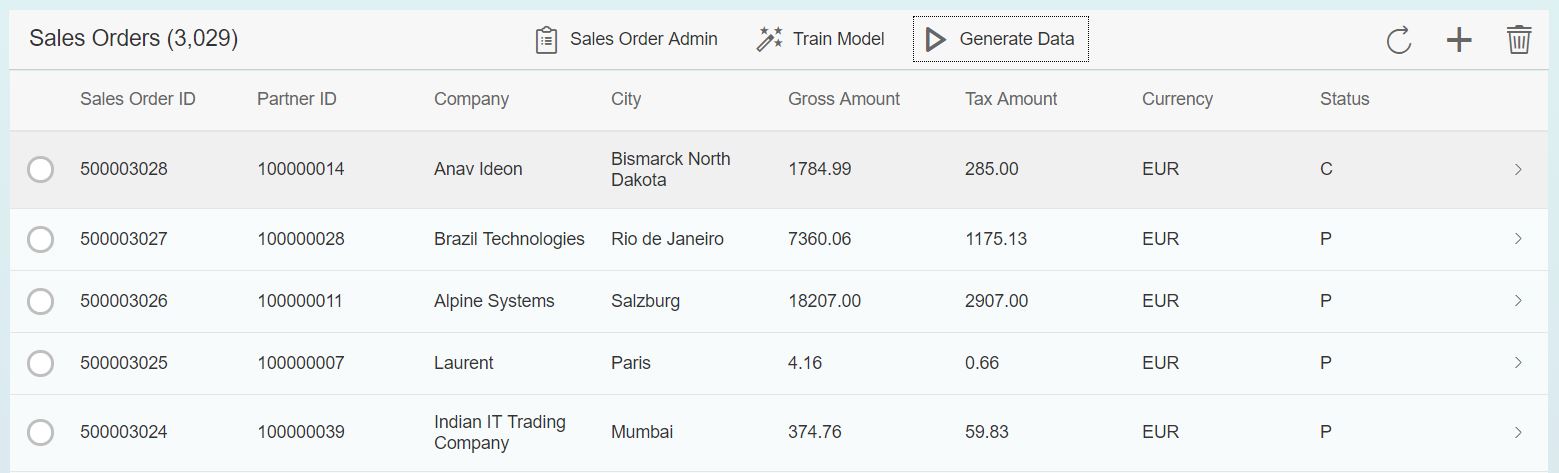 Sales Orders (3,029) Sales Order Admin Train Model Generate Data
Sales Order ID Partner ID Company City Gross Amount Tax Amount Currency Status
500003028 100000014 Anav Ideon Bismarck North Dakota 1784.99 285.00 EUR C
500003027 100000028 Brazil Technologies Rio de Janeiro 7360.06 1175.13 EUR P
500003026 100000011 Alpine Systems Salzburg 18207.00 2907.00 EUR P
500003025 100000007 Laurent Paris 4.16 0.66 EUR P
500003024 100000039 Indian IT Trading Company Mumbai 374.76 59.83 EUR P